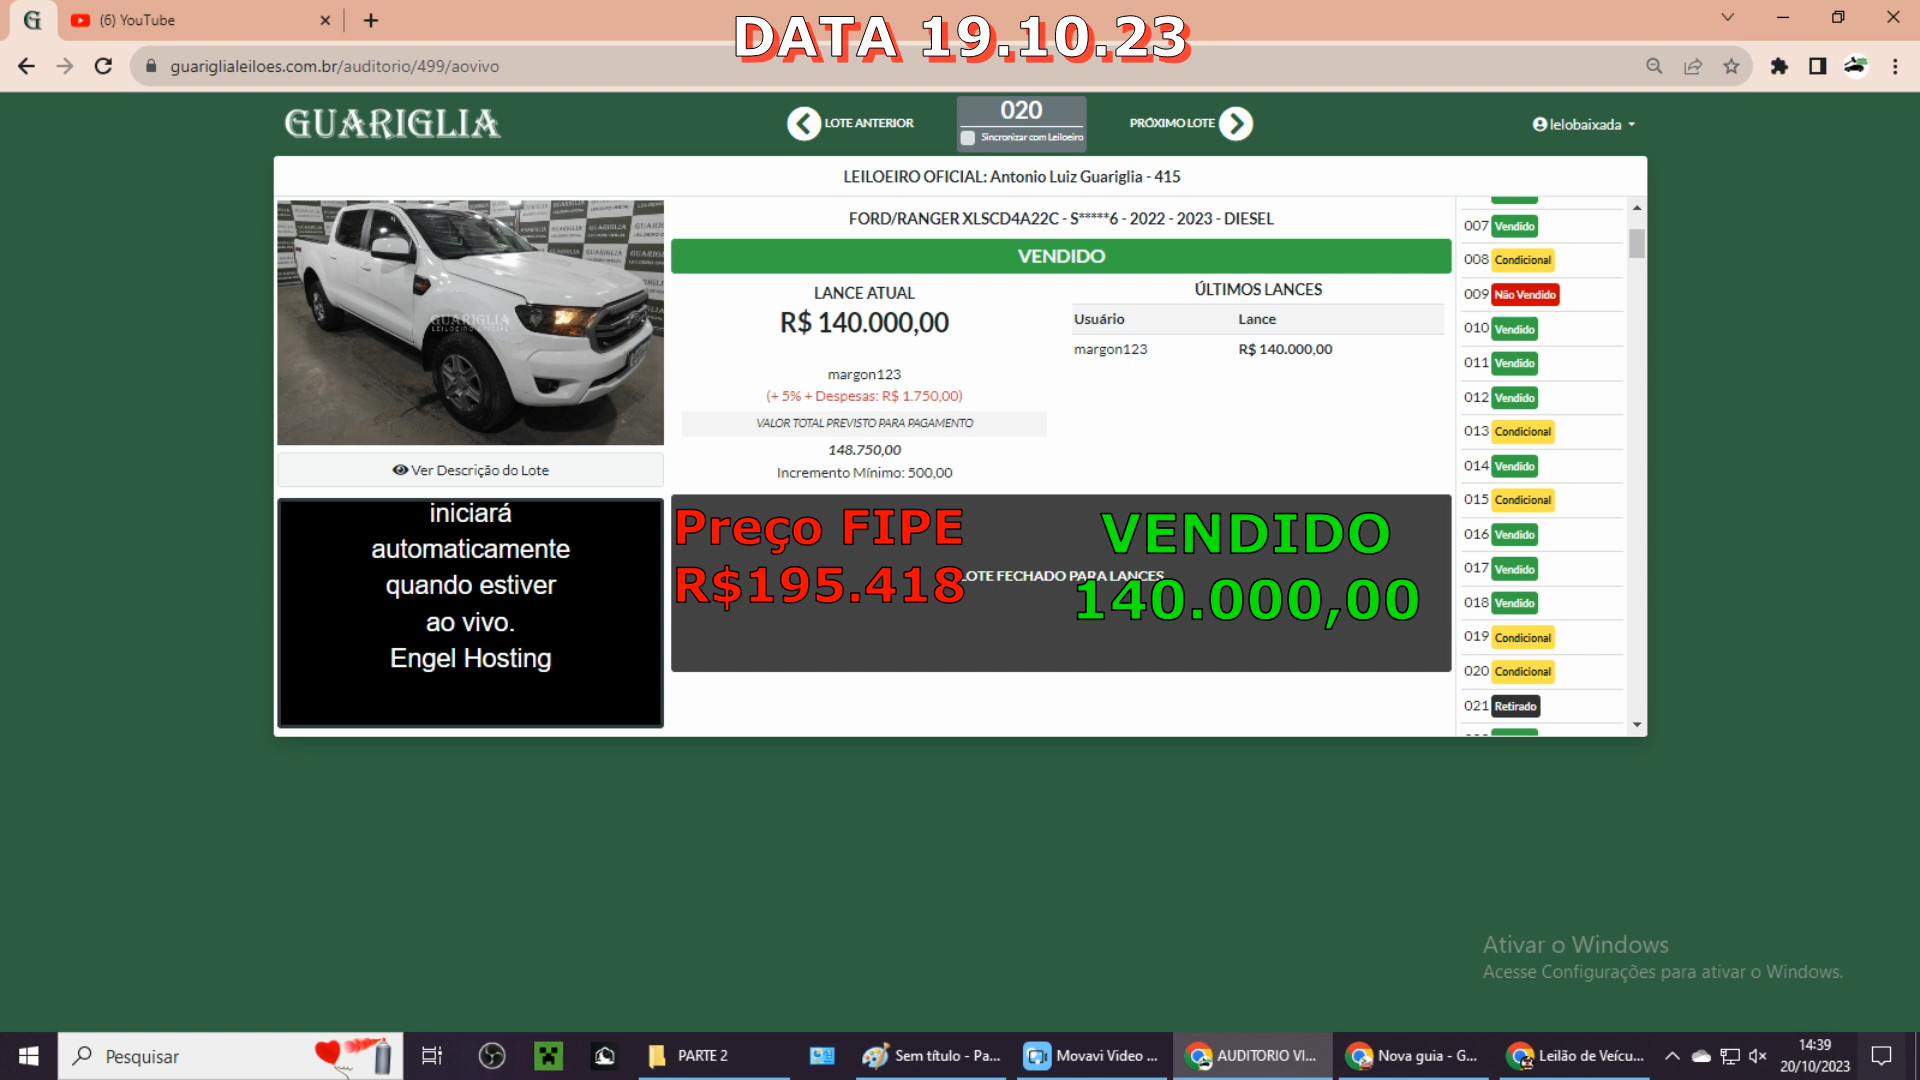 (6) YouTube
DATA 19.10.23
guariglialeiloes.com.br/auditorio/499/aovivo
GUARIGLIA
LOTE ANTERIOR
020
Sincronizar com Leiloeiro
PRÓXIMO LOTE
lelobaixada
LEILOEIRO OFICIAL: Antonio Luiz Guariglia - 415
FORD/RANGER XLSCD4A22C - S*****6 - 2022 - 2023 - DIESEL
VENDIDO
LANCE ATUAL
R$ 140.000,00
margon123
(+ 5% + Despesas: R$ 1.750,00)
VALOR TOTAL PREVISTO PARA PAGAMENTO
148.750,00
Incremento Mínimo: 500,00
ÚLTIMOS LANCES
Usuário Lance
margon123 R$ 140.000,00
GUARIGLIA
LEILOEIRO OFICIAL
Ver Descrição do Lote
iniciará
automaticamente
quando estiver
ao vivo.
Engel Hosting
Preço FIPE
R$195.418
LOTE FECHADO PARA LANCES
VENDIDO
140.000,00
007 Vendido
008 Condicional
009 Não Vendido
010 Vendido
011 Vendido
012 Vendido
013 Condicional
014 Vendido
015 Condicional
016 Vendido
017 Vendido
018 Vendido
019 Condicional
020 Condicional
021 Retirado
Ativar o Windows
Acesse Configurações para ativar o Windows.
Pesquisar
PARTE 2
Sem título - Pa...
Movavi Video ...
AUDITORIO VI...
Nova guia - G...
Leilão de Veícu...
14:39
20/10/2023